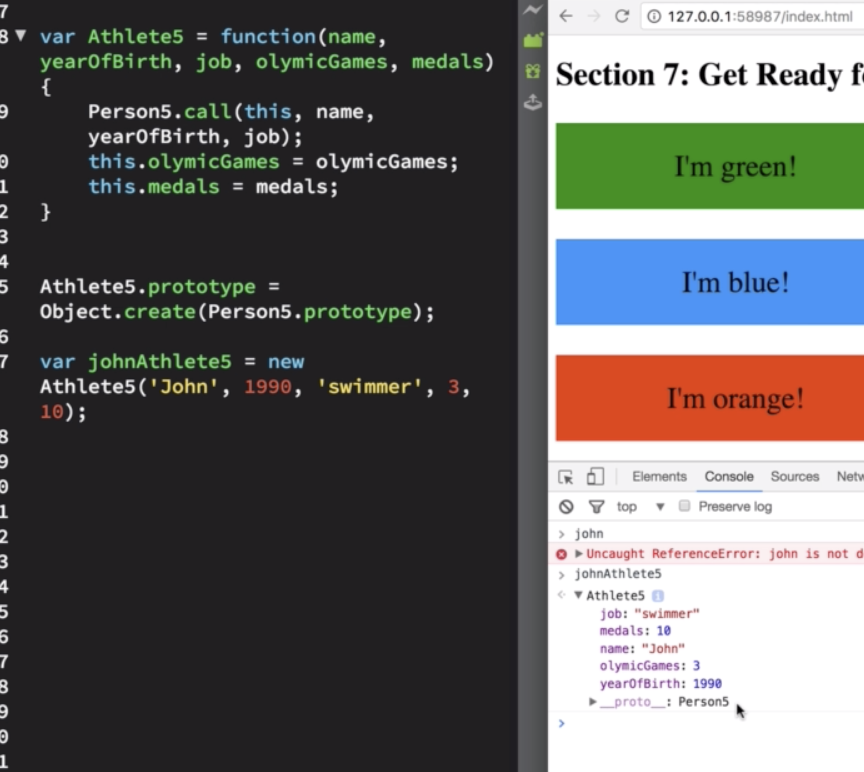 7
8 var Athlete5 = function(name,
yearOfBirth, job, olymicGames, medals)
{
9 Person5.call(this, name,
yearOfBirth, job);
0 this.olymicGames = olymicGames;
1 this.medals = medals;
2 }
3
4
5 Athlete5.prototype =
Object.create(Person5.prototype);
6
7 var johnAthlete5 = new
Athlete5('John', 1990, 'swimmer', 3,
10);
8
9
0
1
2
3
4
5
6
7
8
9
0
1
127.0.0.1:58987/index.html
Section 7: Get Ready f
I'm green!
I'm blue!
I'm orange!
Elements Console Sources Netw
top Preserve log
> john
Uncaught ReferenceError: john is not d
> johnAthlete5
Athlete5 i
job: "swimmer"
medals: 10
name: "John"
olymicGames: 3
yearOfBirth: 1990
__proto__: Person5
>